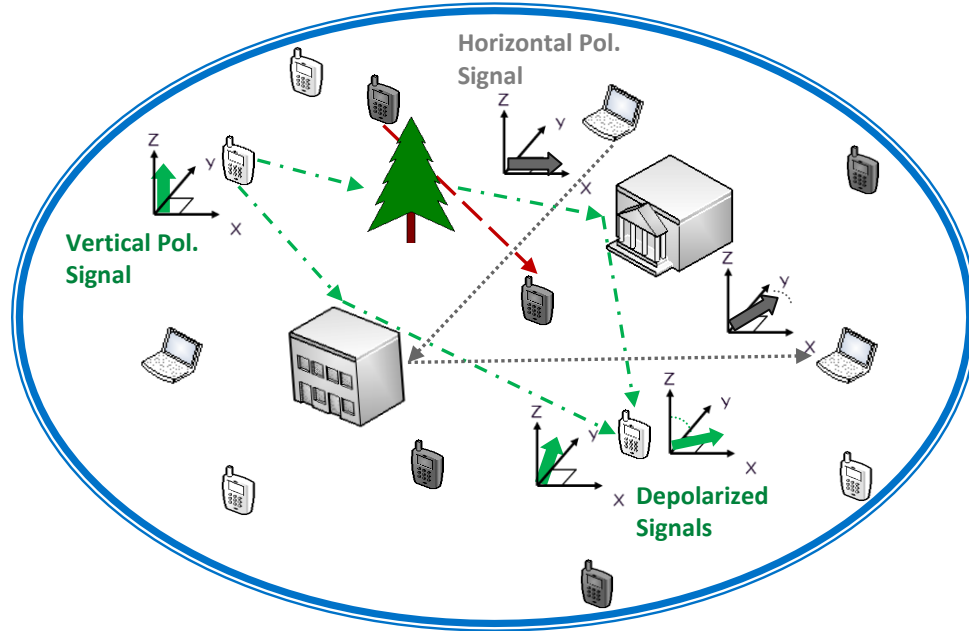 Horizontal Pol.
Signal
Z
Y
X
Z
Y
X
Vertical Pol.
Signal
Z
Y
X
Z
Y
X
Z
Y
X
Depolarized
Signals